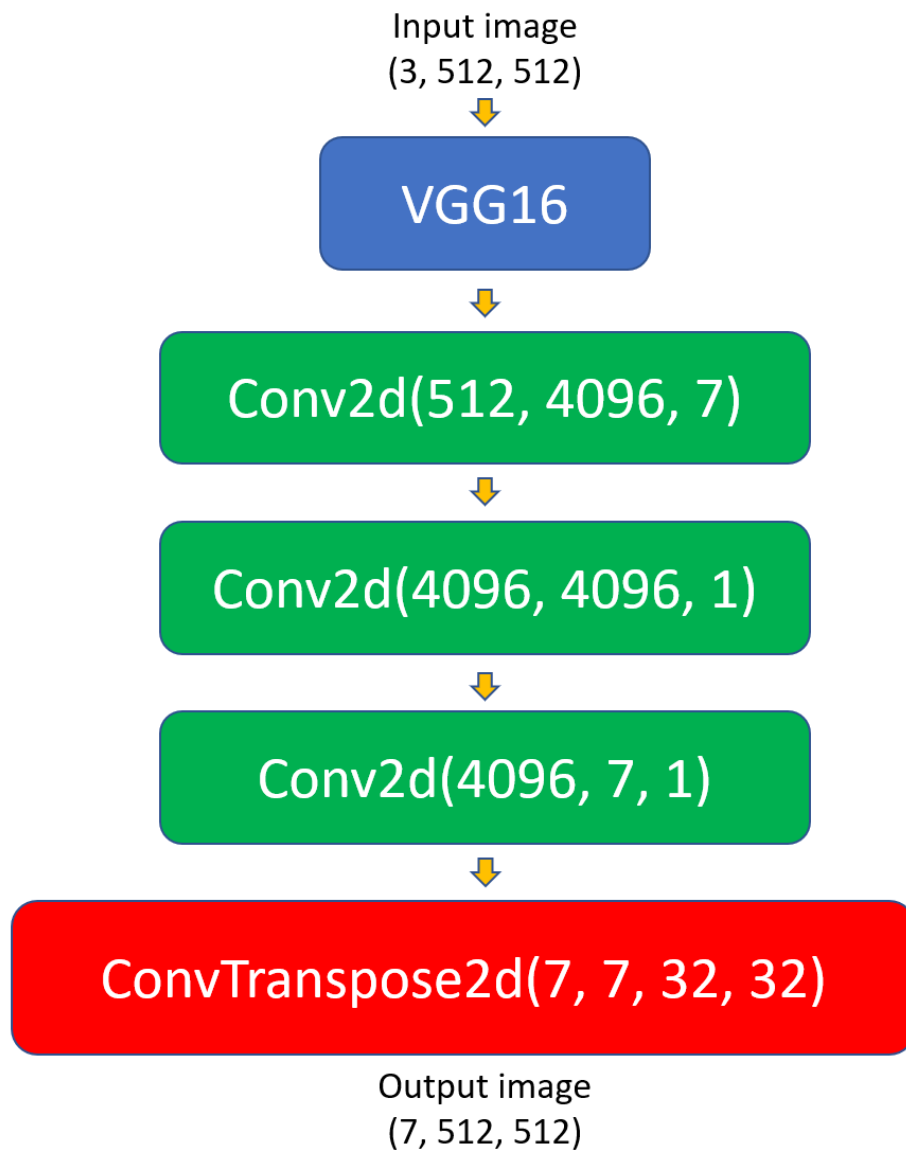 Input image
(3, 512, 512)
VGG16
Conv2d(512, 4096, 7)
Conv2d(4096, 4096, 1)
Conv2d(4096, 7, 1)
ConvTranspose2d(7, 7, 32, 32)
Output image
(7, 512, 512)